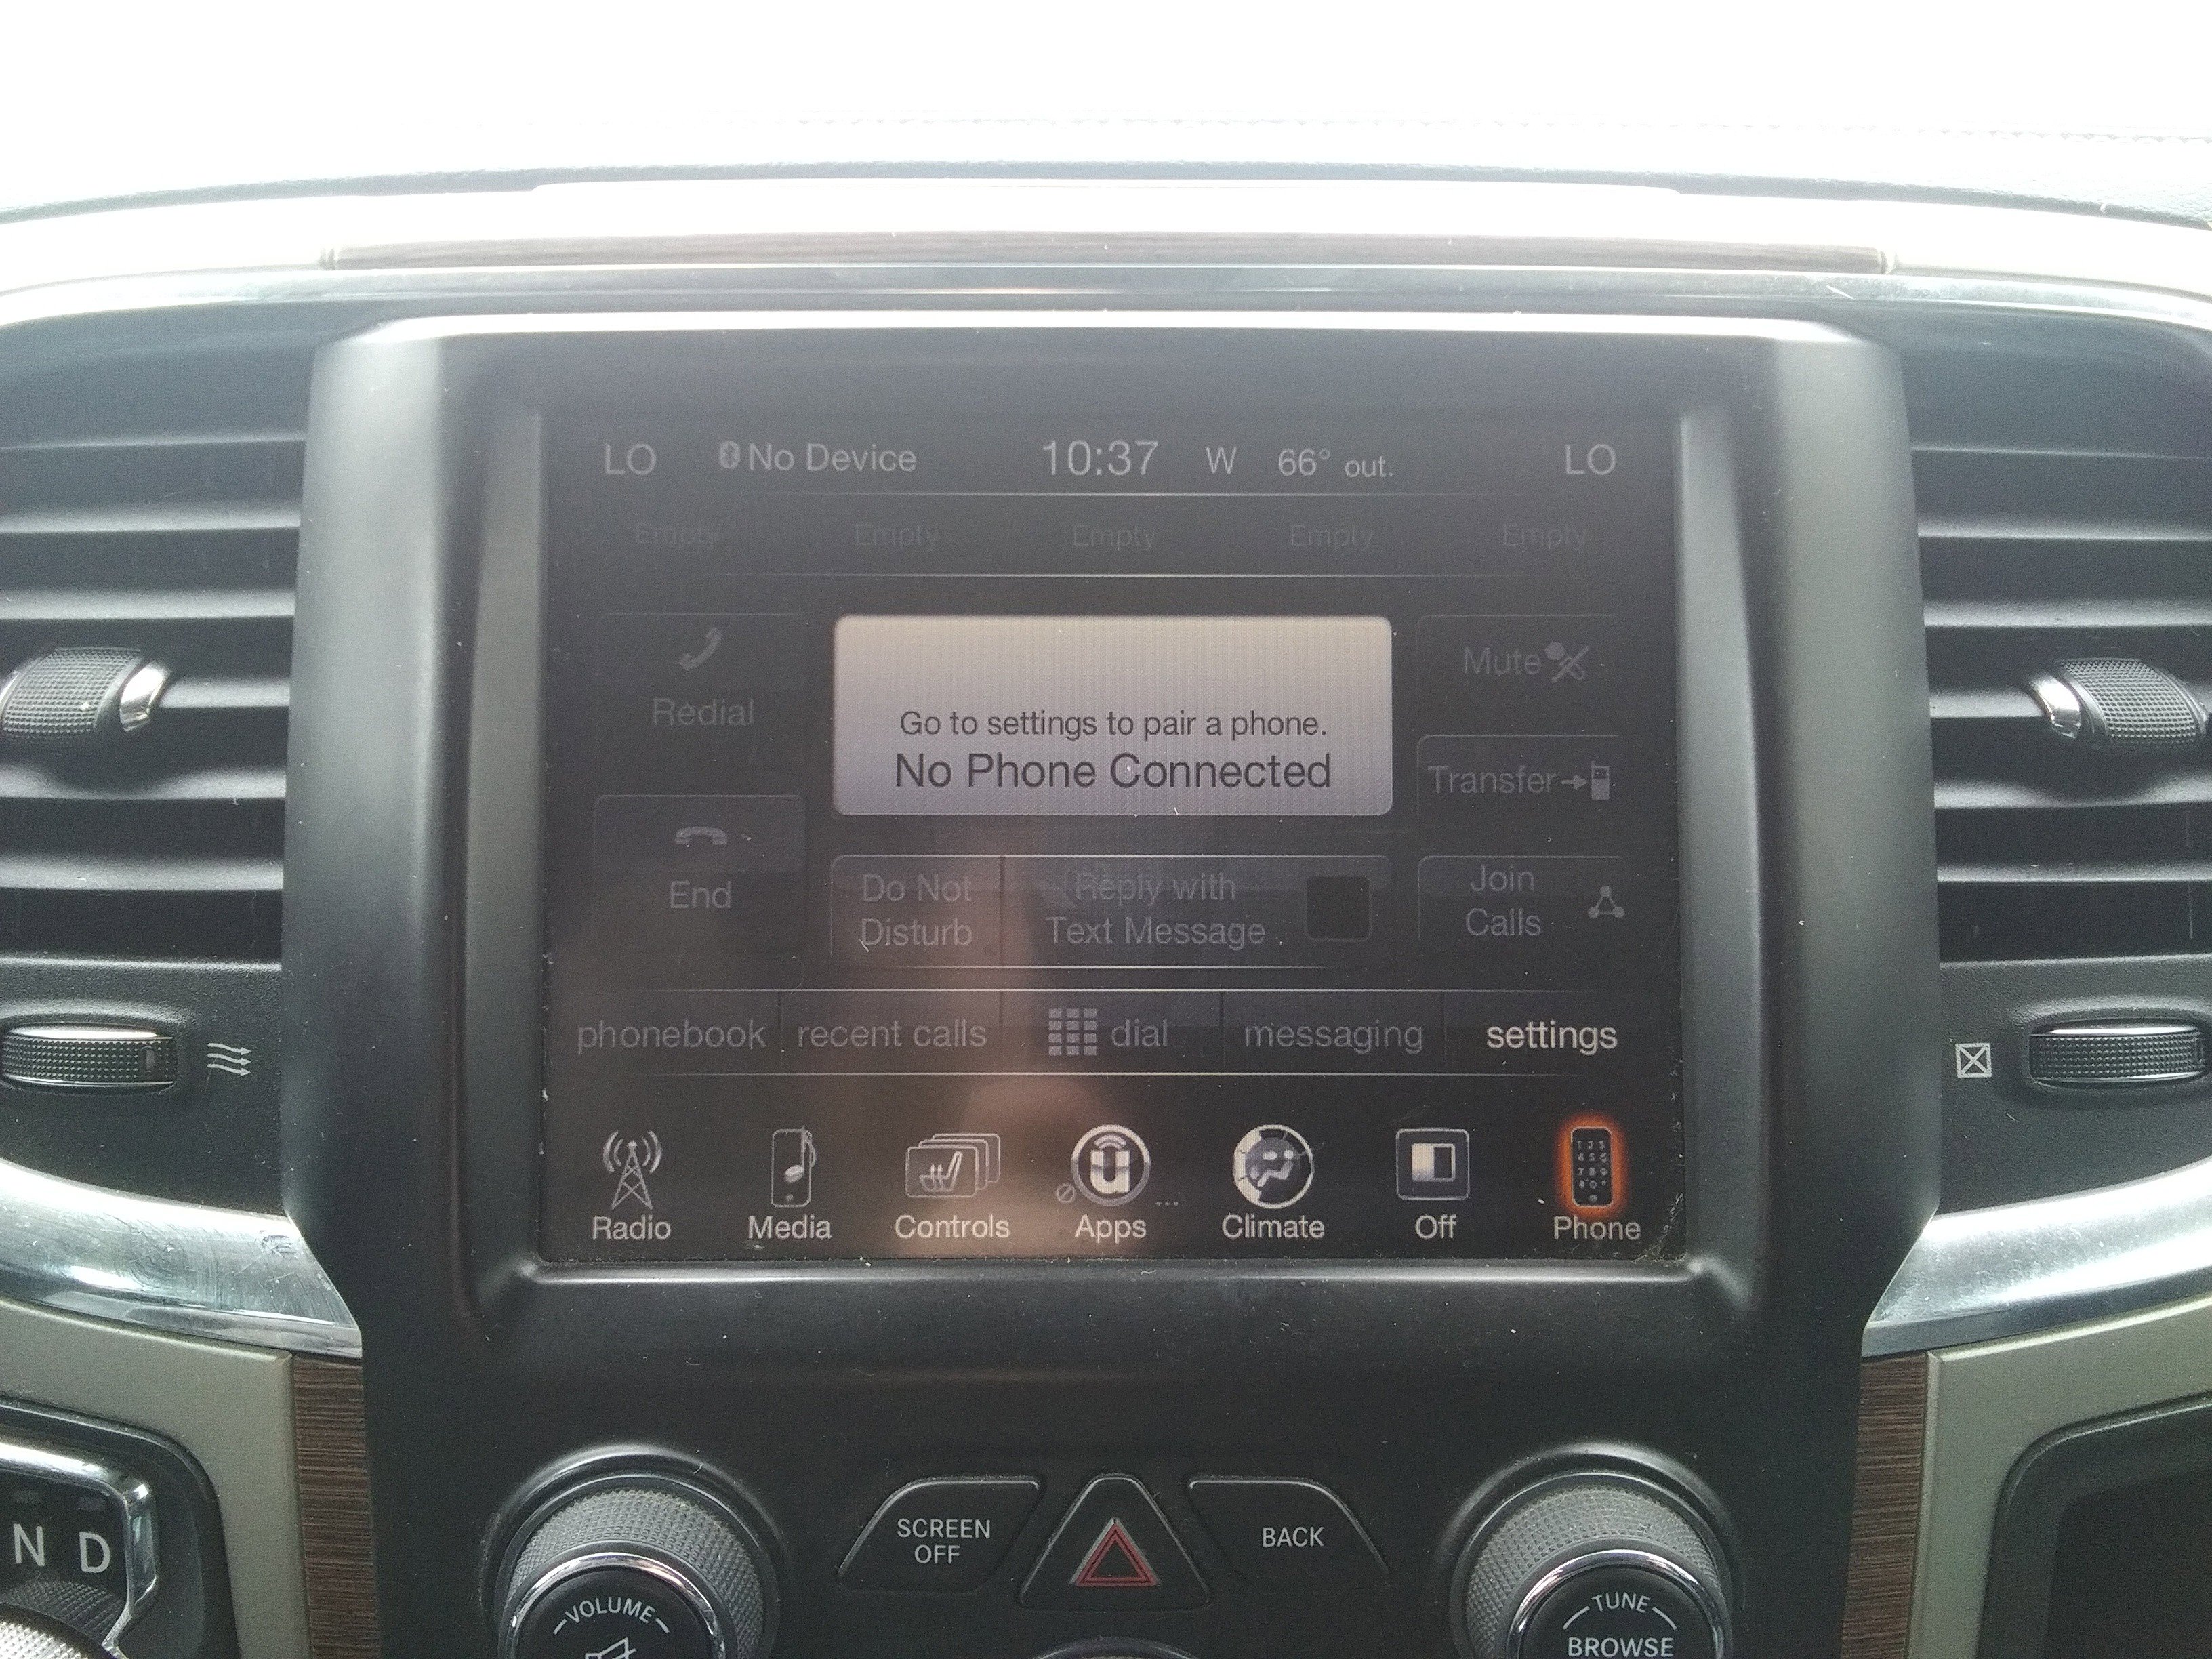 LO No Device 10:37 W 66° out. LO
Empty Empty Empty Empty Empty
Redial
Go to settings to pair a phone.
No Phone Connected
Mute
Transfer
End
Do Not
Disturb
Reply with
Text Message
Join
Calls
phonebook recent calls dial messaging settings
Radio Media Controls Apps Climate Off Phone
N D
SCREEN
OFF
BACK
VOLUME
TUNE
BROWSE